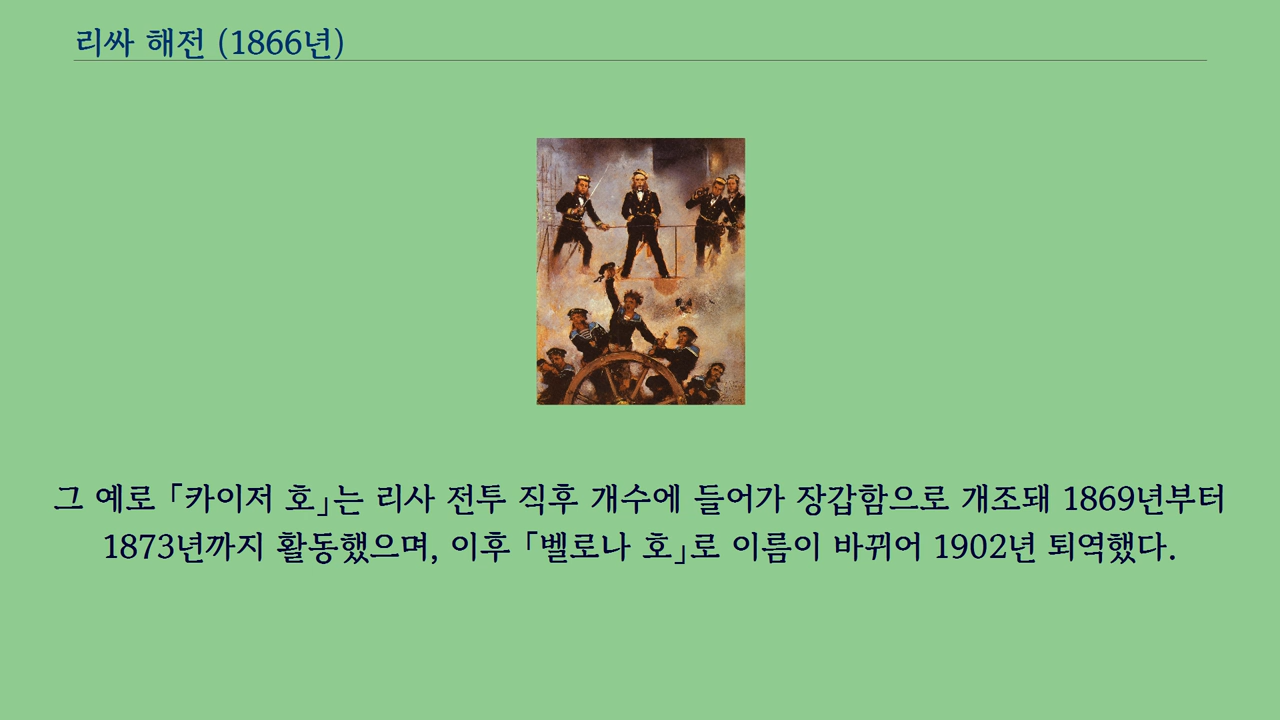 리싸 해전 (1866년)
그 예로 「카이저 호」는 리사 전투 직후 개수에 들어가 장갑함으로 개조돼 1869년부터
1873년까지 활동했으며, 이후 「벨로나 호」로 이름이 바뀌어 1902년 퇴역했다.